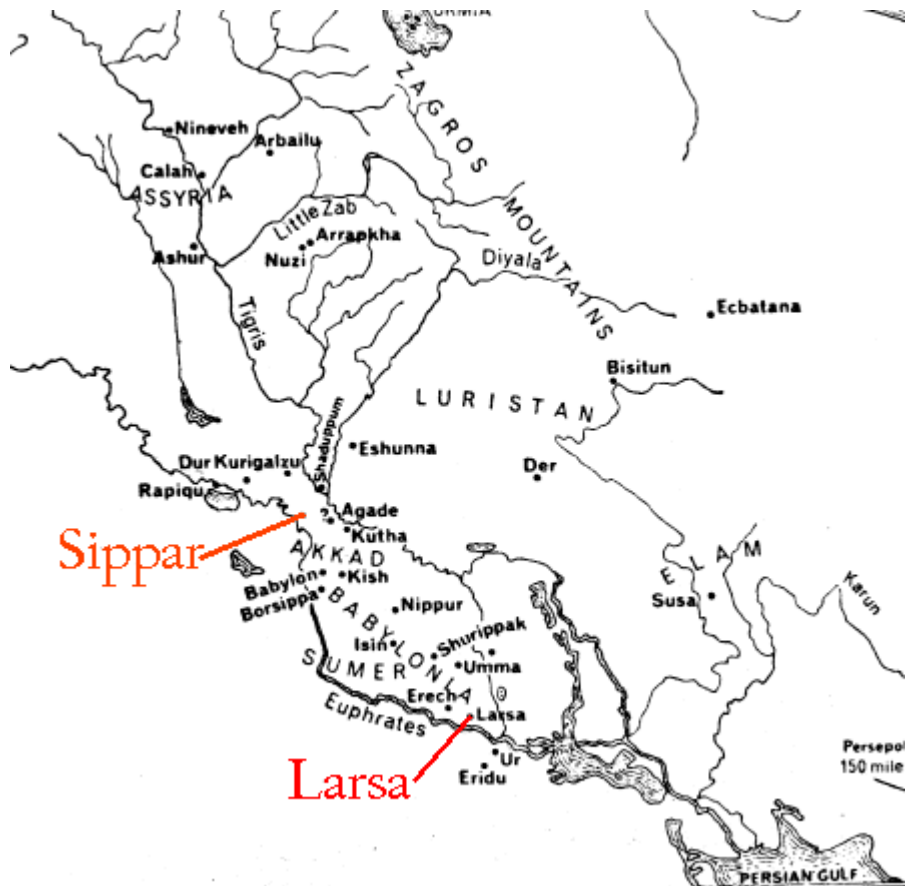 URMIA
ZAGROS
MOUNTAINS
Nineveh
Arbailu
Calah
ASSYRIA
Little Zab
Arrapkha
Nuzi
Ashur
Diyala
Tigris
Ecbatana
Bisitun
LURISTAN
Shaduppum
Eshunna
Der
Dur Kurigalzu
Rapiqu
? Agade
Sippar
Kutha
AKKAD
ELAM
Babylon
Kish
Karun
Borsippa
BABYLONIA
Nippur
Susa
Isin
Shurippak
SUMER
Umma
Erech
Euphrates
Larsa
Ur
Larsa
Eridu
Persepol
150 mile
PERSIAN GULF